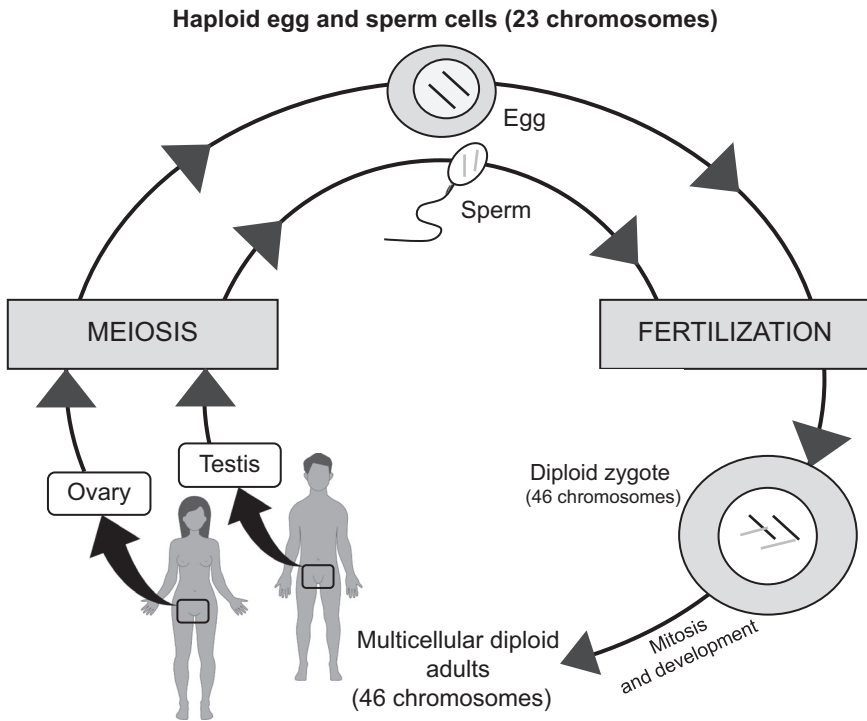 Haploid egg and sperm cells (23 chromosomes)
Egg
Sperm
MEIOSIS
FERTILIZATION
Testis
Ovary
Diploid zygote
(46 chromosomes)
Mitosis
and development
Multicellular diploid
adults
(46 chromosomes)